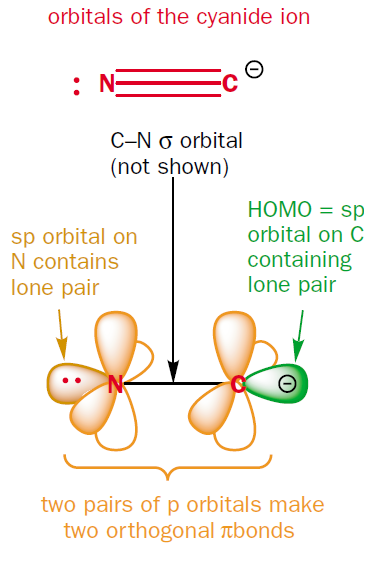 orbitals of the cyanide ion
: N≡C ⊖
C–N σ orbital
(not shown)
HOMO = sp
orbital on C
containing
lone pair
sp orbital on
N contains
lone pair
•• N C ⊖
two pairs of p orbitals make
two orthogonal πbonds